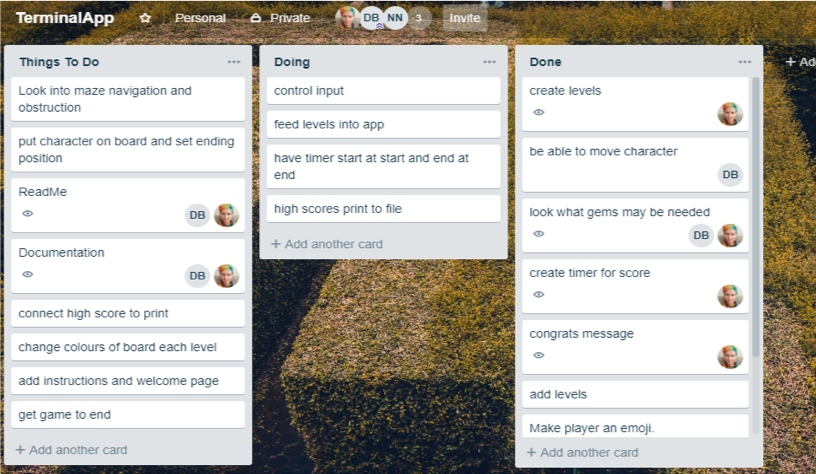 TerminalApp
Personal
Private
DB
NN
3
Invite
Things To Do
Look into maze navigation and
obstruction
put character on board and set ending
position
ReadMe
DB
Documentation
DB
connect high score to print
change colours of board each level
add instructions and welcome page
get game to end
+ Add another card
Doing
control input
feed levels into app
have timer start at start and end at
end
high scores print to file
+ Add another card
Done
create levels
be able to move character
DB
look what gems may be needed
DB
create timer for score
congrats message
add levels
Make player an emoji.
+ Add another card
+ Add